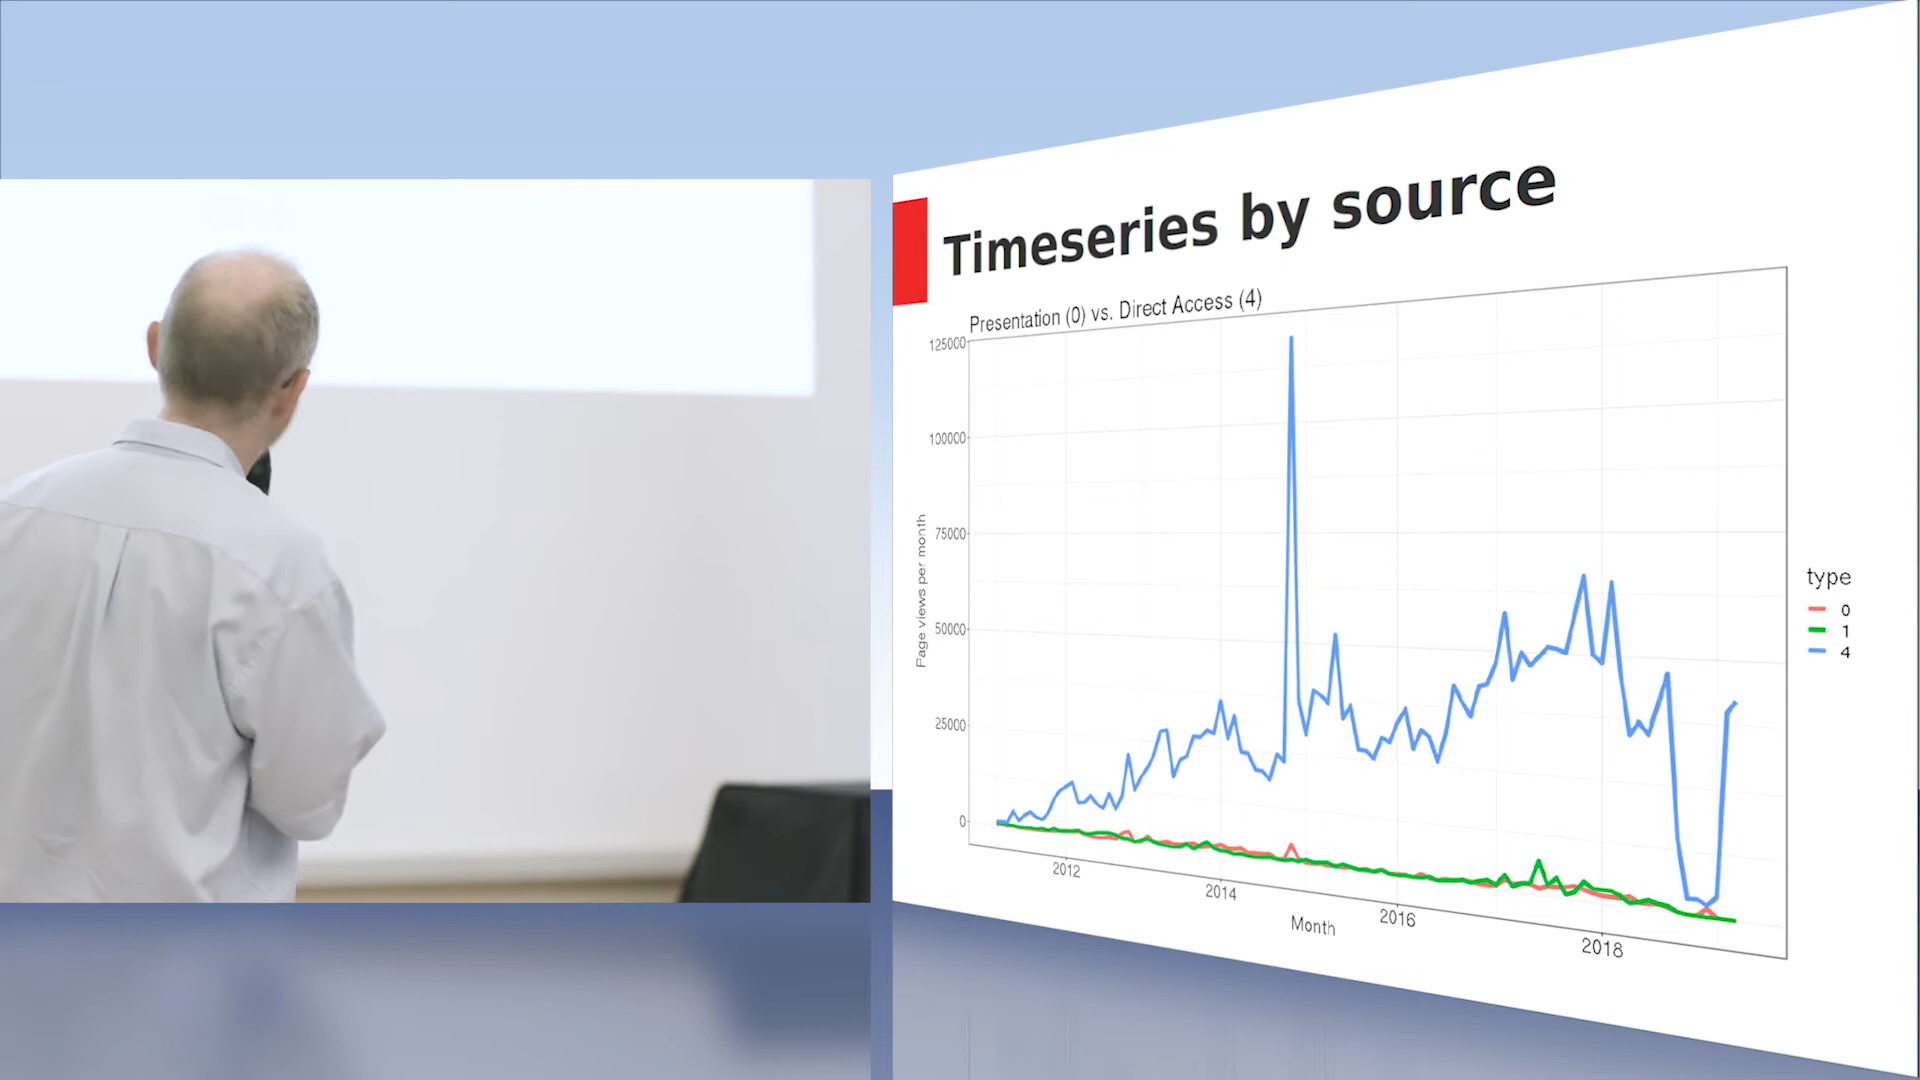 Timeseries by source
Presentation (0) vs. Direct Access (4)
125000
100000
75000
50000
25000
0
Page views per month
2012
2014
2016
2018
Month
type
0
1
4